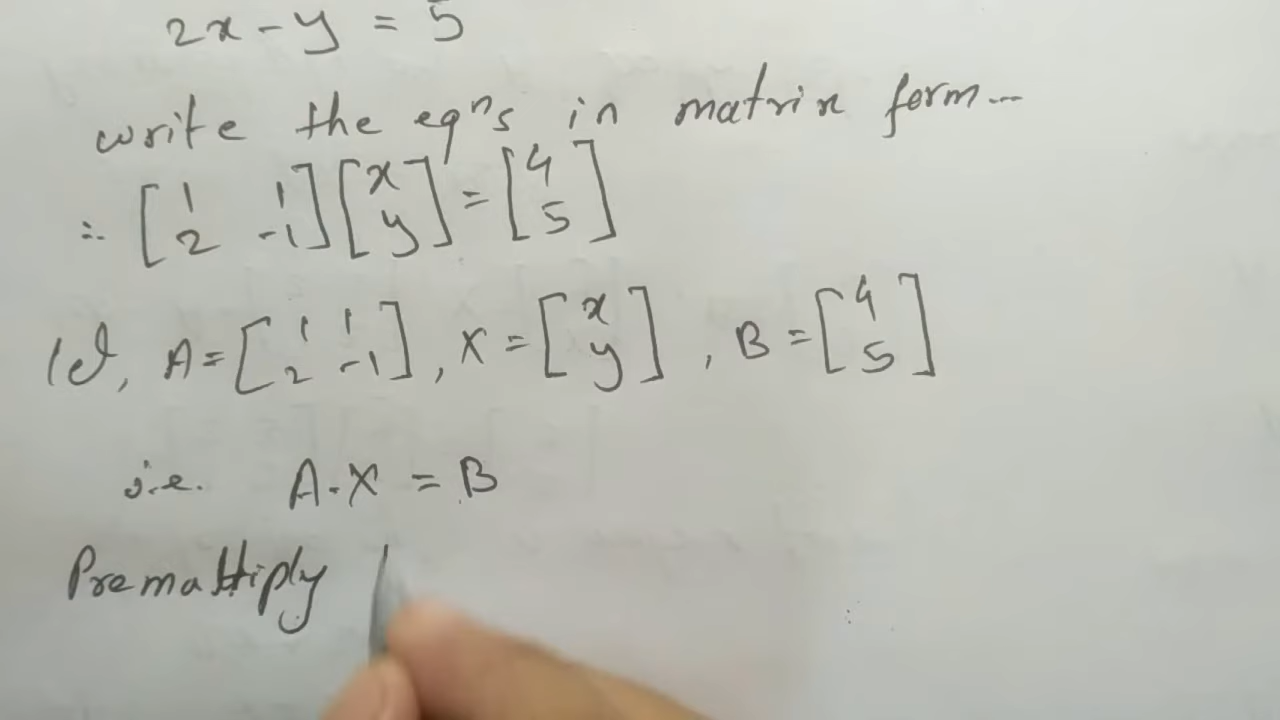 2x - y = 5
write the eqⁿs in matrix form...
∴ [1 1; 2 -1] [x; y] = [4; 5]
let, A = [1 1; 2 -1], X = [x; y], B = [4; 5]
i.e. A·X = B
Premultiply